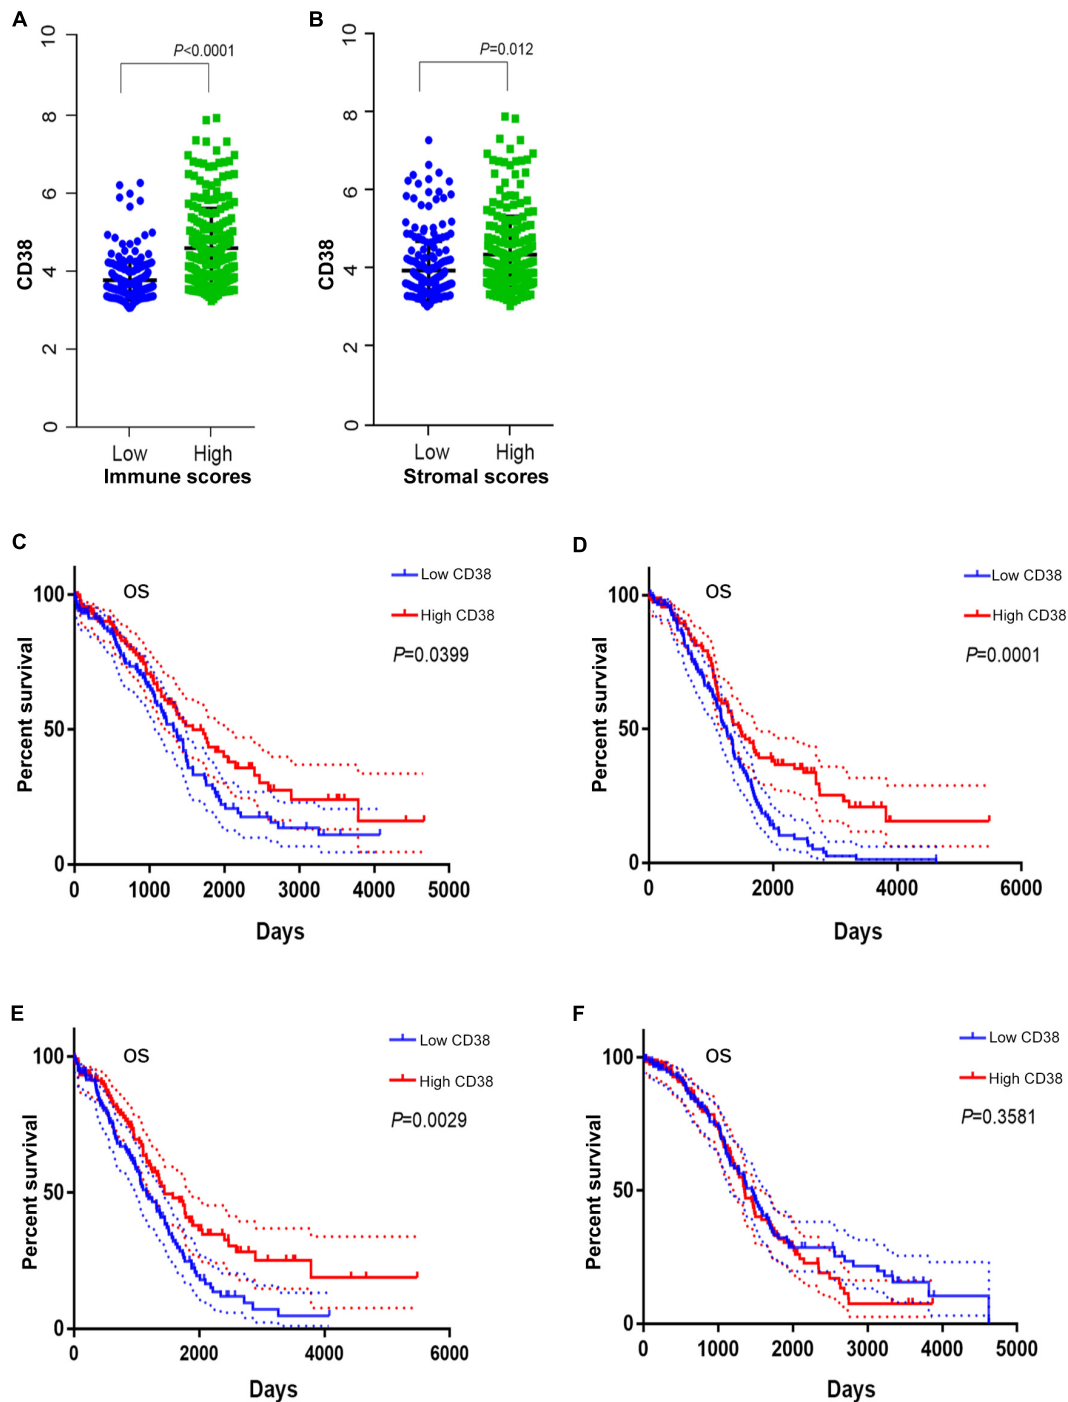 A
P<0.0001
10
8
6
4
2
0
CD38
Low High
Immune scores
B
P=0.012
10
8
6
4
2
0
CD38
Low High
Stromal scores
C
OS
Low CD38
High CD38
P=0.0399
100
50
0
Percent survival
0 1000 2000 3000 4000 5000
Days
D
OS
Low CD38
High CD38
P=0.0001
100
50
0
Percent survival
0 2000 4000 6000
Days
E
OS
Low CD38
High CD38
P=0.0029
100
50
0
Percent survival
0 2000 4000 6000
Days
F
OS
Low CD38
High CD38
P=0.3581
100
50
0
Percent survival
0 1000 2000 3000 4000 5000
Days